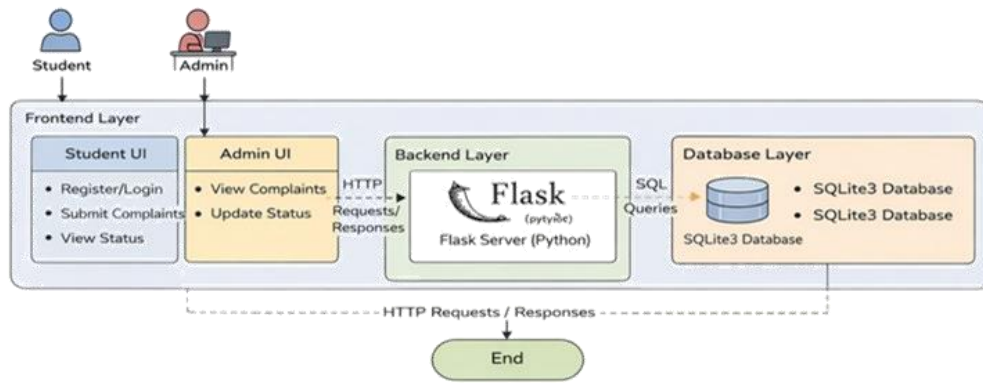 Student
Admin
Frontend Layer
Student UI
• Register/Login
• Submit Complaints
• View Status
Admin UI
• View Complaints
• Update Status
HTTP
Requests/
Responses
Backend Layer
Flask
Flask Server (Python)
SQL
Queries
Database Layer
SQLite3 Database
• SQLite3 Database
• SQLite3 Database
HTTP Requests / Responses
End